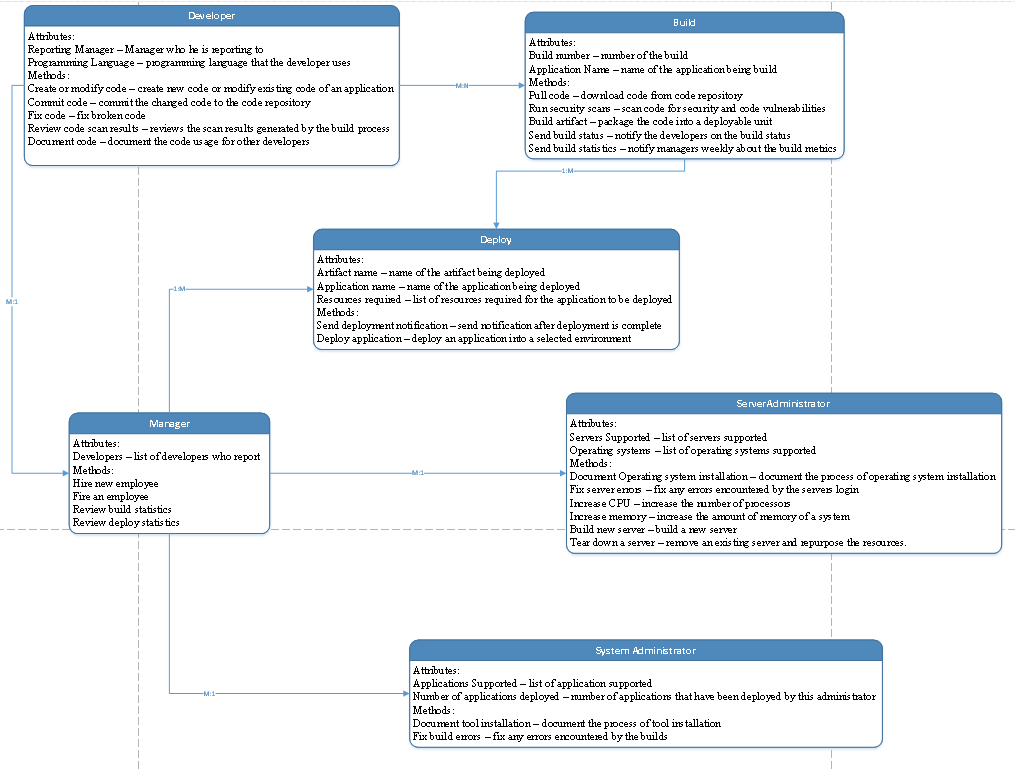 Developer
Attributes:
Reporting Manager – Manager who he is reporting to
Programming Language – programming language that the developer uses
Methods:
Create or modify code – create new code or modify existing code of an application
Commit code – commit the changed code to the code repository
Fix code – fix broken code
Review code scan results – reviews the scan results generated by the build process
Document code – document the code usage for other developers
M:N
Build
Attributes:
Build number – number of the build
Application Name – name of the application being build
Methods:
Pull code – download code from code repository
Run security scans – scan code for security and code vulnerabilities
Build artifact – package the code into a deployable unit
Send build status – notify the developers on the build status
Send build statistics – notify managers weekly about the build metrics
1:M
Deploy
Attributes:
Artifact name – name of the artifact being deployed
Application name – name of the application being deployed
Resources required – list of resources required for the application to be deployed
Methods:
Send deployment notification – send notification after deployment is complete
Deploy application – deploy an application into a selected environment
1:M
M:1
Manager
Attributes:
Developers – list of developers who report
Methods:
Hire new employee
Fire an employee
Review build statistics
Review deploy statistics
M:1
ServerAdministrator
Attributes:
Servers Supported – list of servers supported
Operating systems – list of operating systems supported
Methods:
Document Operating system installation – document the process of operating system installation
Fix server errors – fix any errors encountered by the servers login
Increase CPU – increase the number of processors
Increase memory – increase the amount of memory of a system
Build new server – build a new server
Tear down a server – remove an existing server and repurpose the resources.
M:1
System Administrator
Attributes:
Applications Supported – list of application supported
Number of applications deployed – number of applications that have been deployed by this administrator
Methods:
Document tool installation – document the process of tool installation
Fix build errors – fix any errors encountered by the builds